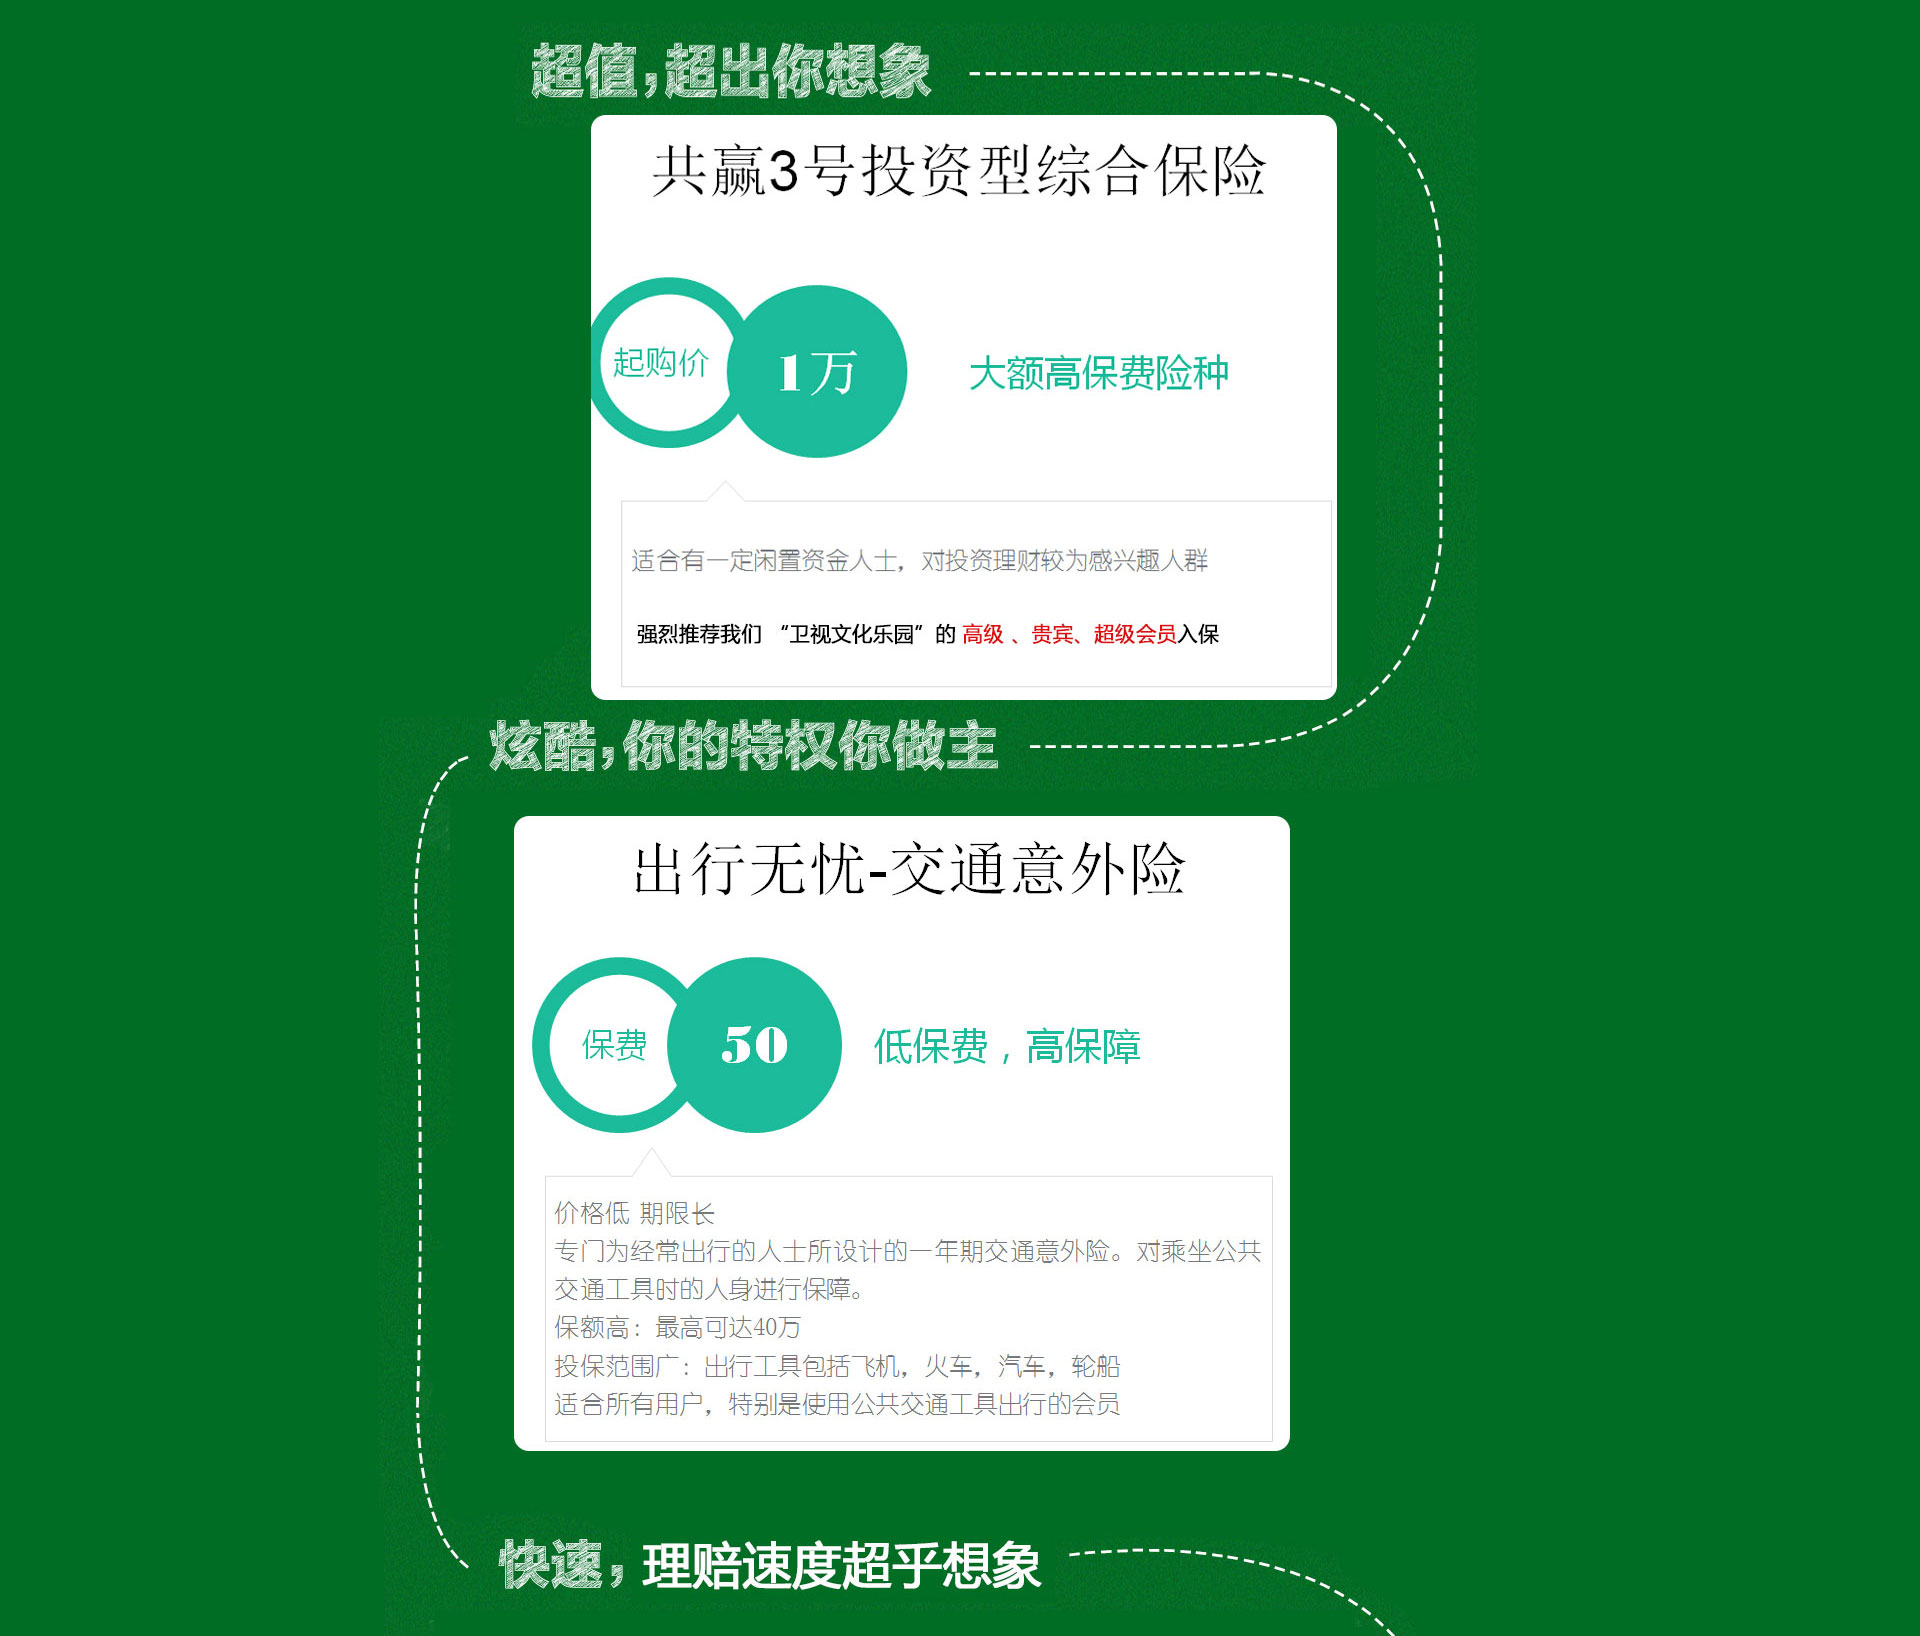 超值,超出你想象
共赢3号投资型综合保险
起购价
1万
大额高保费险种
适合有一定闲置资金人士，对投资理财较为感兴趣人群
强烈推荐我们 “卫视文化乐园”的 高级 、贵宾、超级会员入保
炫酷,你的特权你做主
出行无忧-交通意外险
保费
50
低保费，高保障
价格低 期限长
专门为经常出行的人士所设计的一年期交通意外险。对乘坐公共
交通工具时的人身进行保障。
保额高：最高可达40万
投保范围广：出行工具包括飞机，火车，汽车，轮船
适合所有用户，特别是使用公共交通工具出行的会员
快速,理赔速度超乎想象